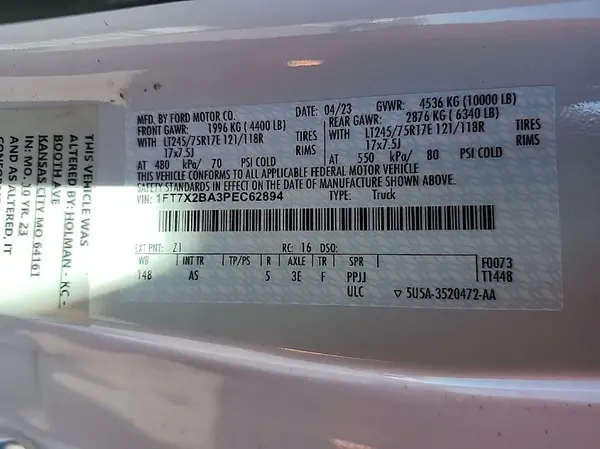 MFD. BY FORD MOTOR CO.
DATE: 04/23 GVWR: 4536 KG (10000 LB)
FRONT GAWR: 1996 KG ( 4400 LB) REAR GAWR: 2876 KG ( 6340 LB)
WITH LT245/75R17E 121/118R TIRES WITH LT245/75R17E 121/118R TIRES
17x7.5J RIMS 17x7.5J RIMS
AT 480 kPa/ 70 PSI COLD AT 550 kPa/ 80 PSI COLD
THIS VEHICLE CONFORMS TO ALL APPLICABLE FEDERAL MOTOR VEHICLE
SAFETY STANDARDS IN EFFECT ON THE DATE OF MANUFACTURE SHOWN ABOVE.
VIN: 1FT7X2BA3PEC62894 TYPE: Truck
EXT PNT: Z1 RC: 16 DSO: F0073
WB INT TR TP/PS R AXLE TR SPR T1448
148 AS 5 3E F PPJJ
ULC ▽ 5U5A-3520472-AA
THIS VEHICLE WAS
ALTERED BY: HOLMAN - KC -
BOOTH AVE
KANSAS CITY MO 64161
IN: MO. 10 YR. 23
AND AS ALTERED, IT